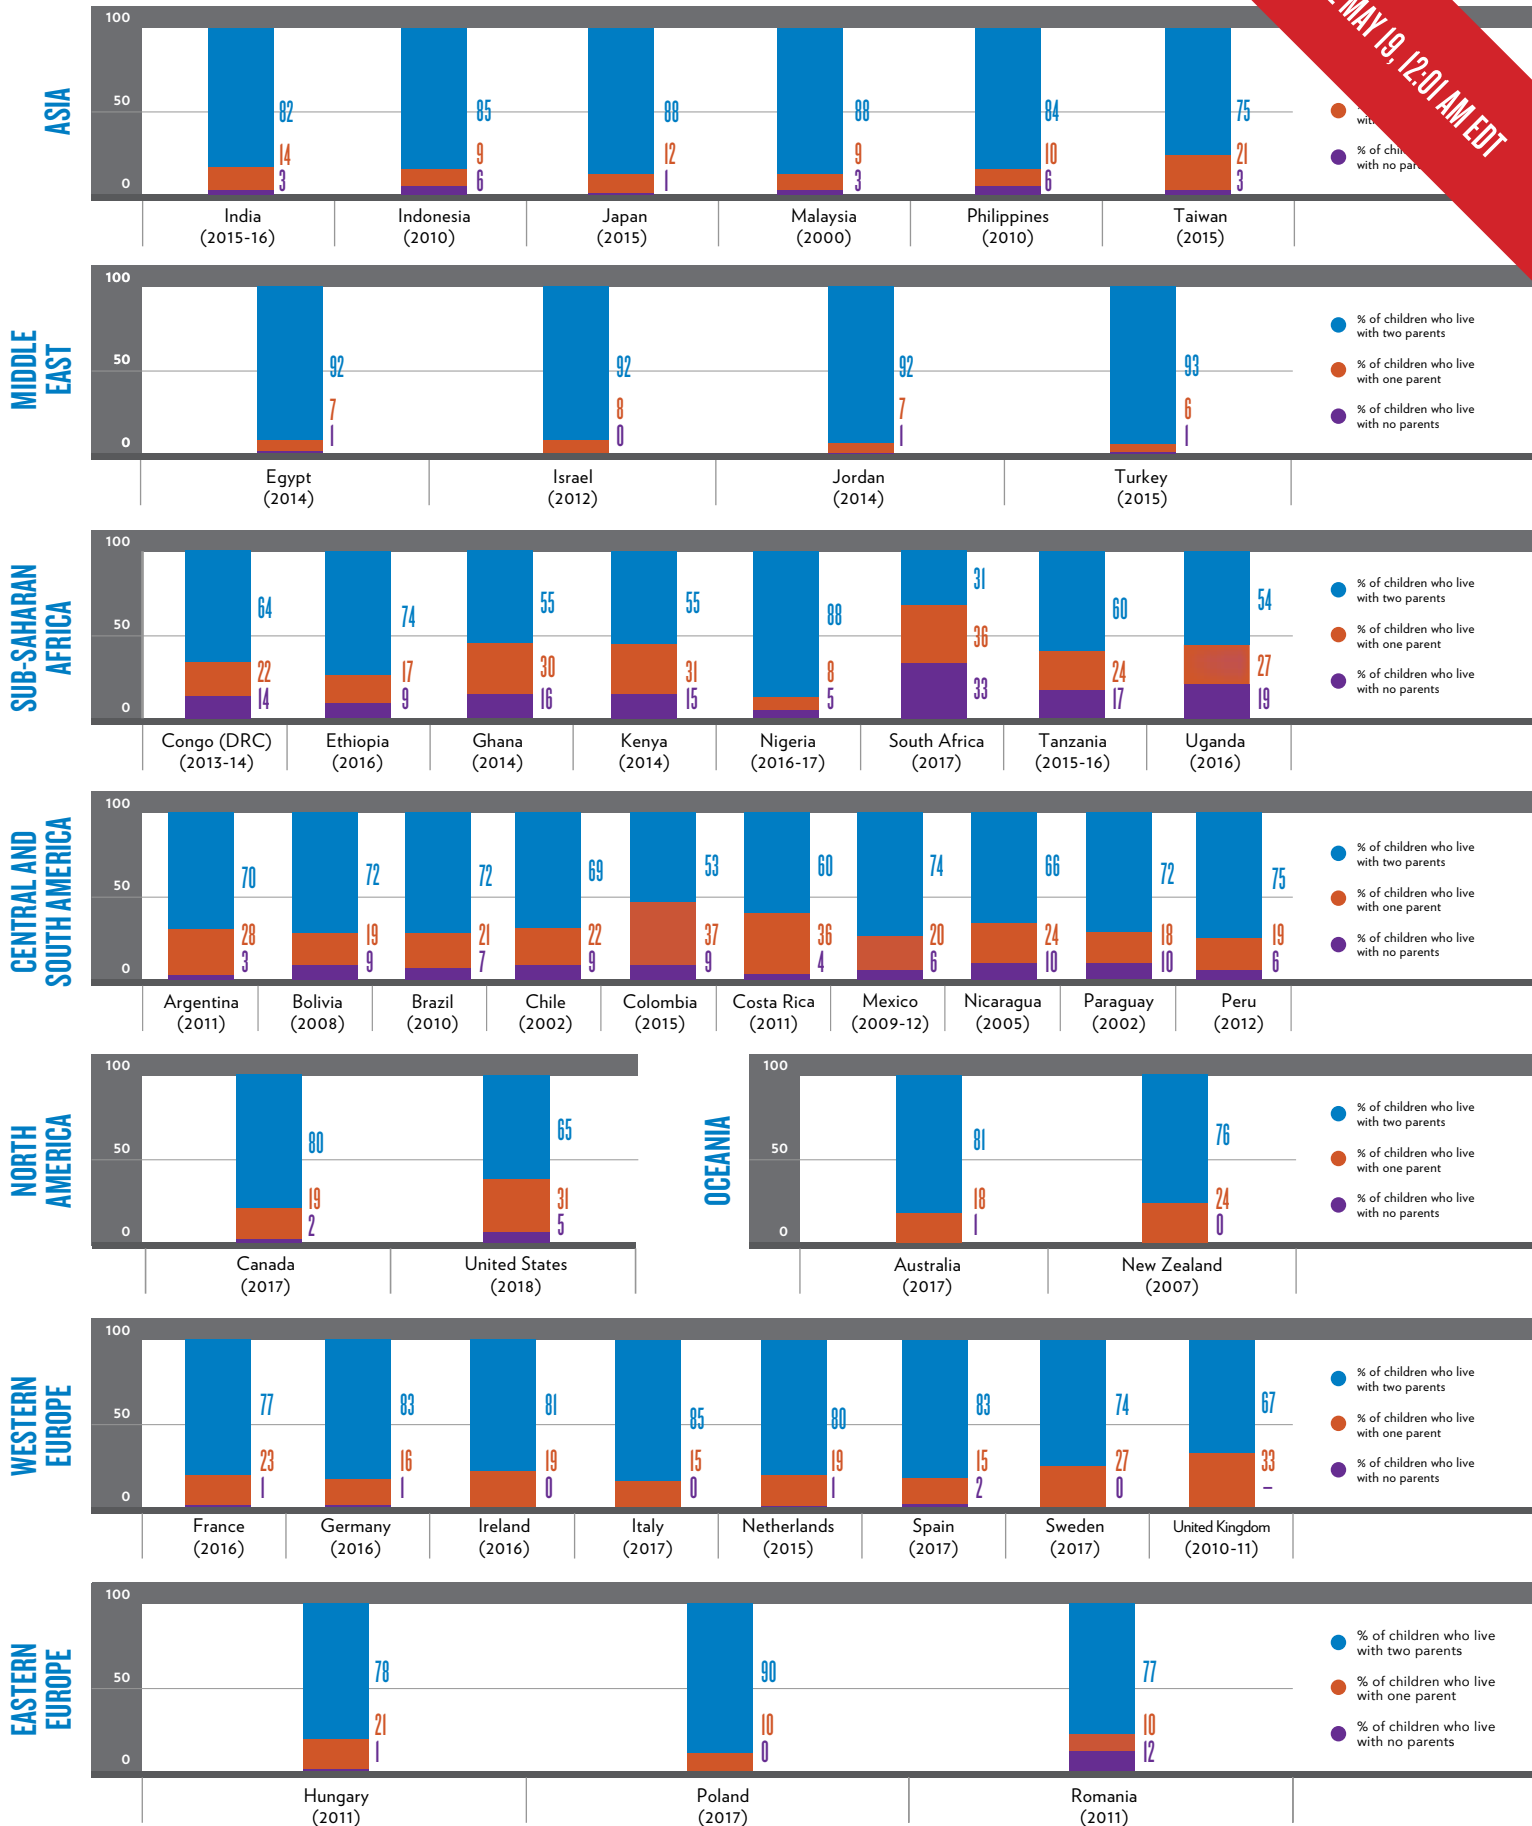 ASIA
100
50
0
82
14
3
85
9
6
88
12
1
88
9
3
84
10
6
75
21
3
MAY 19, 12:01 AM EDT
% of
with no
India
(2015-16)
Indonesia
(2010)
Japan
(2015)
Malaysia
(2000)
Philippines
(2010)
Taiwan
(2015)
MIDDLE
EAST
100
50
0
92
7
1
92
8
0
92
7
1
93
6
1
% of children who live
with two parents
% of children who live
with one parent
% of children who live
with no parents
Egypt
(2014)
Israel
(2012)
Jordan
(2014)
Turkey
(2015)
SUB-SAHARAN
AFRICA
100
50
0
64
22
14
74
17
9
55
30
16
55
31
15
88
8
5
31
36
33
60
24
17
54
27
19
% of children who live
with two parents
% of children who live
with one parent
% of children who live
with no parents
Congo (DRC)
(2013-14)
Ethiopia
(2016)
Ghana
(2014)
Kenya
(2014)
Nigeria
(2016-17)
South Africa
(2017)
Tanzania
(2015-16)
Uganda
(2016)
CENTRAL AND
SOUTH AMERICA
100
50
0
70
28
3
72
19
9
72
21
7
69
22
9
53
37
9
60
36
4
74
20
6
66
24
10
72
18
10
75
19
6
% of children who live
with two parents
% of children who live
with one parent
% of children who live
with no parents
Argentina
(2011)
Bolivia
(2008)
Brazil
(2010)
Chile
(2002)
Colombia
(2015)
Costa Rica
(2011)
Mexico
(2009-12)
Nicaragua
(2005)
Paraguay
(2002)
Peru
(2012)
NORTH
AMERICA
100
50
0
80
19
2
65
31
5
Canada
(2017)
United States
(2018)
OCEANIA
100
50
0
81
18
1
76
24
0
% of children who live
with two parents
% of children who live
with one parent
% of children who live
with no parents
Australia
(2017)
New Zealand
(2007)
WESTERN
EUROPE
100
50
0
77
23
1
83
16
1
81
19
0
85
15
0
80
19
1
83
15
2
74
27
0
67
33
–
% of children who live
with two parents
% of children who live
with one parent
% of children who live
with no parents
France
(2016)
Germany
(2016)
Ireland
(2016)
Italy
(2017)
Netherlands
(2015)
Spain
(2017)
Sweden
(2017)
United Kingdom
(2010-11)
EASTERN
EUROPE
100
50
0
78
21
1
90
10
0
77
10
12
% of children who live
with two parents
% of children who live
with one parent
% of children who live
with no parents
Hungary
(2011)
Poland
(2017)
Romania
(2011)